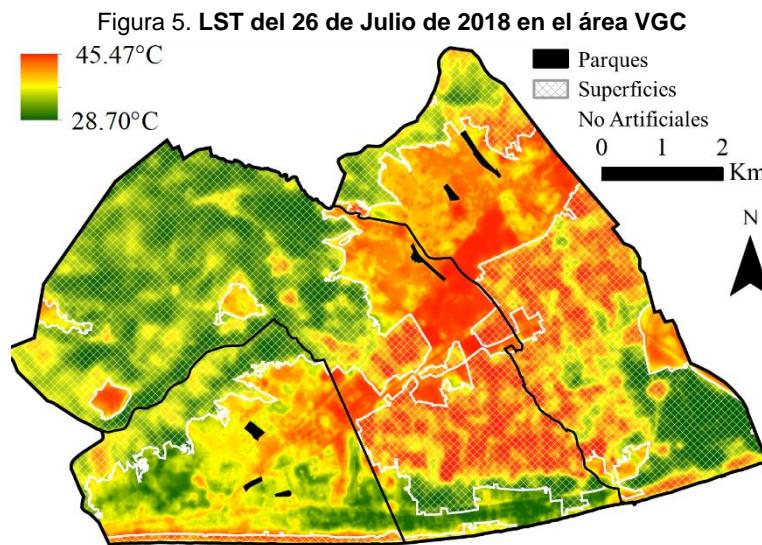 Figura 5. LST del 26 de Julio de 2018 en el área VGC
45.47°C
28.70°C
Parques
Superficies
No Artificiales
0 1 2
Km
N